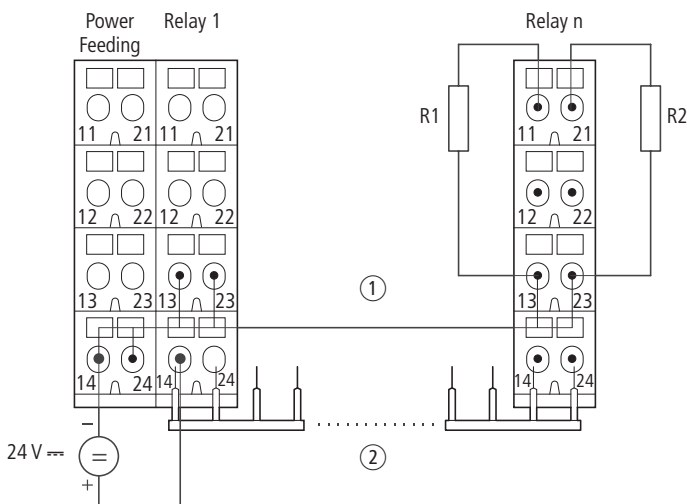 Power
Feeding
Relay 1
Relay n
11 21 11 21 11 21
R1
R2
12 22 12 22 12 22
13 23 13 23 13 23
1
14 24 14 24 14 24
−
24 V ⎓
=
2
+